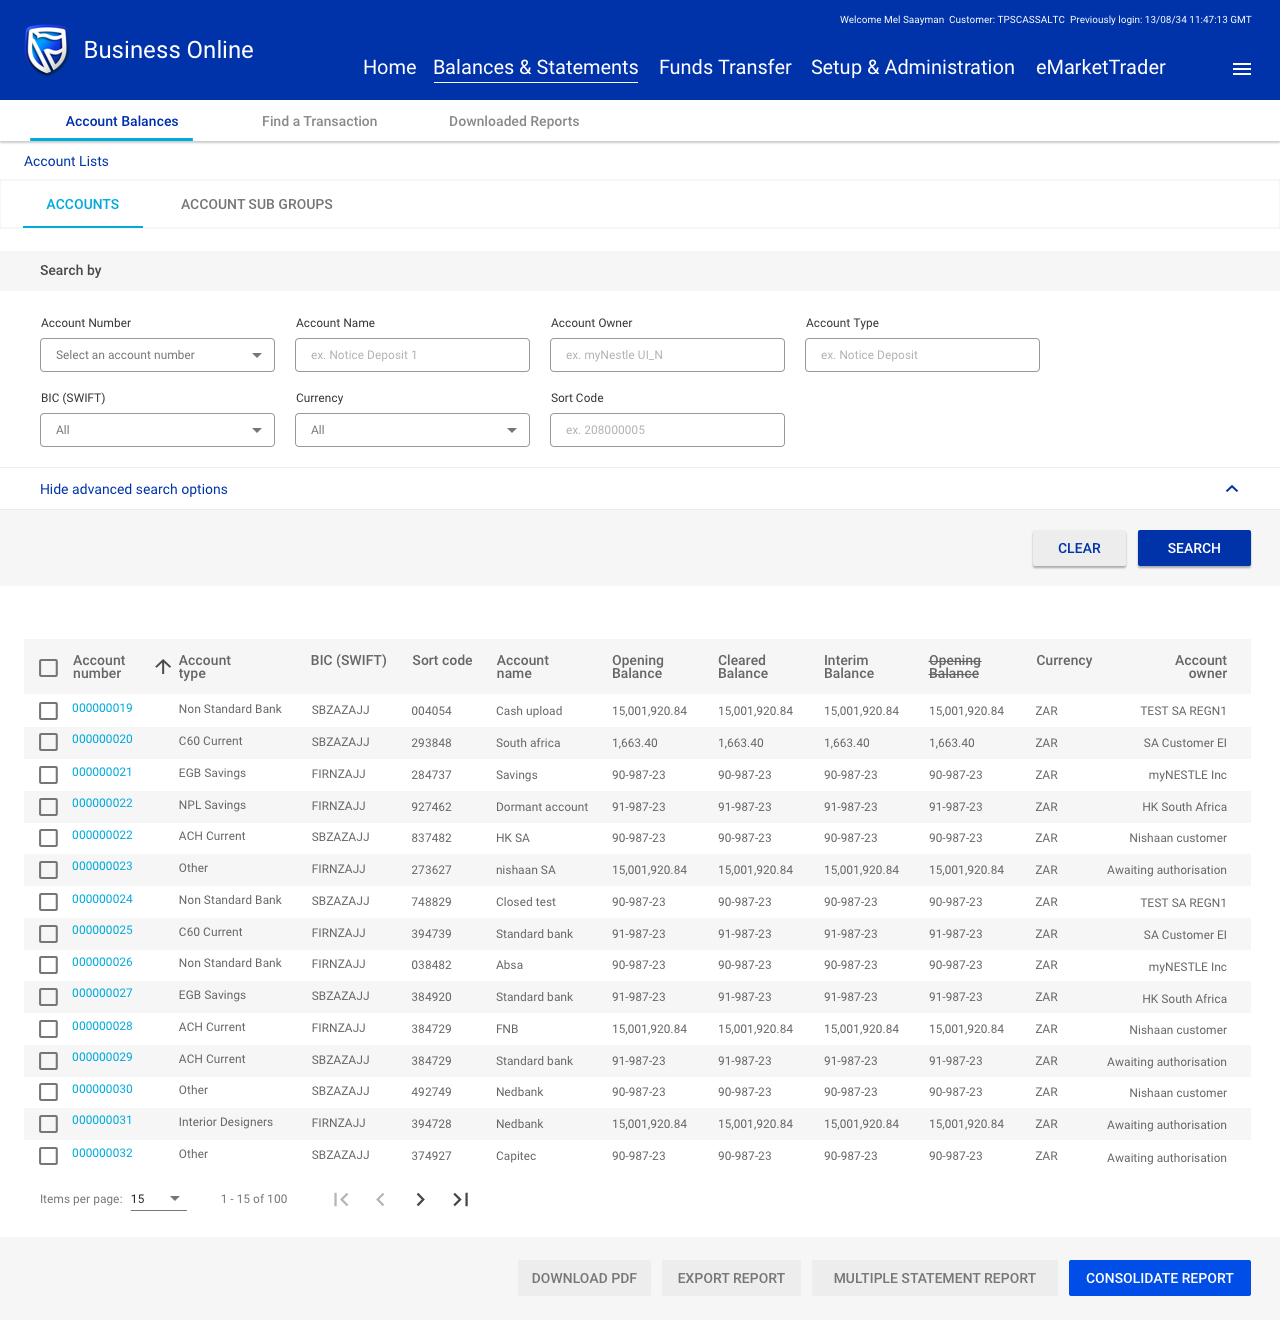 Welcome Mel Saayman  Customer: TPSCASSALTC  Previously login: 13/08/34 11:47:13 GMT
Business Online
Home  Balances & Statements  Funds Transfer  Setup & Administration  eMarketTrader
Account Balances  Find a Transaction  Downloaded Reports
Account Lists
ACCOUNTS  ACCOUNT SUB GROUPS
Search by
Account Number  Account Name  Account Owner  Account Type
Select an account number  ex. Notice Deposit 1  ex. myNestle UI_N  ex. Notice Deposit
BIC (SWIFT)  Currency  Sort Code
All  All  ex. 208000005
Hide advanced search options
CLEAR  SEARCH
Account number  Account type  BIC (SWIFT)  Sort code  Account name  Opening Balance  Cleared Balance  Interim Balance  Opening Balance  Currency  Account owner
000000019  Non Standard Bank  SBZAZAJJ  004054  Cash upload  15,001,920.84  15,001,920.84  15,001,920.84  15,001,920.84  ZAR  TEST SA REGN1
000000020  C60 Current  SBZAZAJJ  293848  South africa  1,663.40  1,663.40  1,663.40  1,663.40  ZAR  SA Customer EI
000000021  EGB Savings  FIRNZAJJ  284737  Savings  90-987-23  90-987-23  90-987-23  90-987-23  ZAR  myNESTLE Inc
000000022  NPL Savings  FIRNZAJJ  927462  Dormant account  91-987-23  91-987-23  91-987-23  91-987-23  ZAR  HK South Africa
000000022  ACH Current  SBZAZAJJ  837482  HK SA  90-987-23  90-987-23  90-987-23  90-987-23  ZAR  Nishaan customer
000000023  Other  FIRNZAJJ  273627  nishaan SA  15,001,920.84  15,001,920.84  15,001,920.84  15,001,920.84  ZAR  Awaiting authorisation
000000024  Non Standard Bank  SBZAZAJJ  748829  Closed test  90-987-23  90-987-23  90-987-23  90-987-23  ZAR  TEST SA REGN1
000000025  C60 Current  FIRNZAJJ  394739  Standard bank  91-987-23  91-987-23  91-987-23  91-987-23  ZAR  SA Customer EI
000000026  Non Standard Bank  FIRNZAJJ  038482  Absa  90-987-23  90-987-23  90-987-23  90-987-23  ZAR  myNESTLE Inc
000000027  EGB Savings  SBZAZAJJ  384920  Standard bank  91-987-23  91-987-23  91-987-23  91-987-23  ZAR  HK South Africa
000000028  ACH Current  FIRNZAJJ  384729  FNB  15,001,920.84  15,001,920.84  15,001,920.84  15,001,920.84  ZAR  Nishaan customer
000000029  ACH Current  SBZAZAJJ  384729  Standard bank  91-987-23  91-987-23  91-987-23  91-987-23  ZAR  Awaiting authorisation
000000030  Other  SBZAZAJJ  492749  Nedbank  90-987-23  90-987-23  90-987-23  90-987-23  ZAR  Nishaan customer
000000031  Interior Designers  FIRNZAJJ  394728  Nedbank  15,001,920.84  15,001,920.84  15,001,920.84  15,001,920.84  ZAR  Awaiting authorisation
000000032  Other  SBZAZAJJ  374927  Capitec  90-987-23  90-987-23  90-987-23  90-987-23  ZAR  Awaiting authorisation
Items per page:  15  1 - 15 of 100
DOWNLOAD PDF  EXPORT REPORT  MULTIPLE STATEMENT REPORT  CONSOLIDATE REPORT